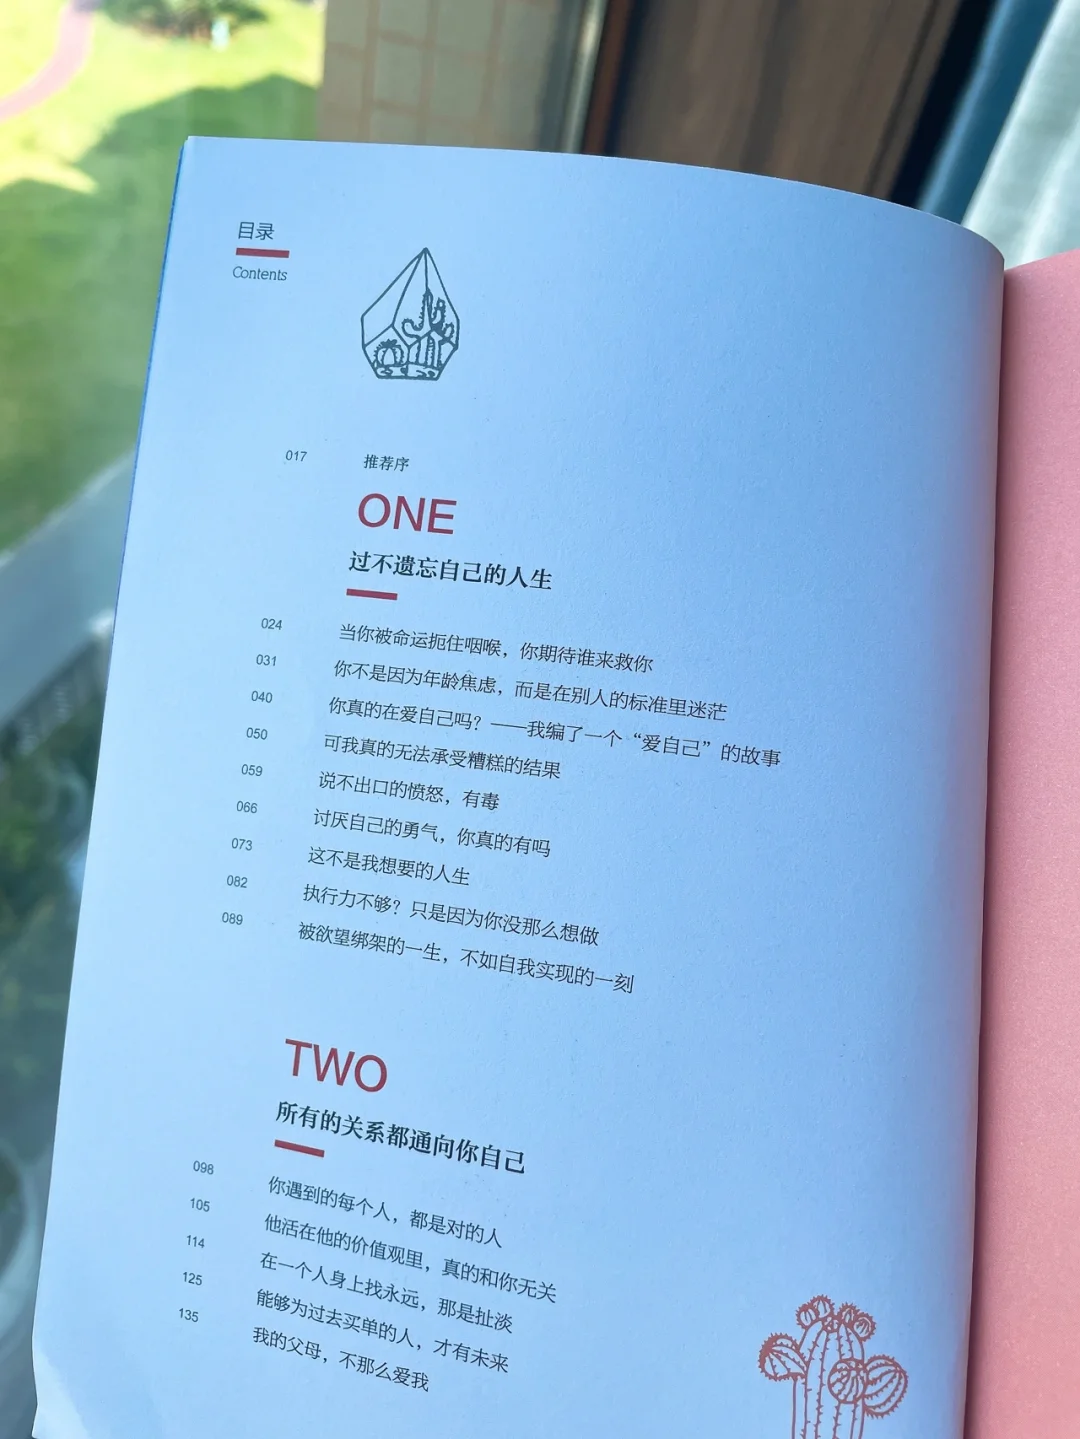 目录
Contents
017 推荐序
ONE
过不遗忘自己的人生
024 当你被命运扼住咽喉，你期待谁来救你
031 你不是因为年龄焦虑，而是在别人的标准里迷茫
040 你真的在爱自己吗？——我编了一个“爱自己”的故事
050 可我真的无法承受糟糕的结果
059 说不出口的愤怒，有毒
066 讨厌自己的勇气，你真的有吗
073 这不是我想要的人生
082 执行力不够？只是因为你没那么想做
089 被欲望绑架的一生，不如自我实现的一刻
TWO
所有的关系都通向你自己
098 你遇到的每个人，都是对的人
105 他活在他的价值观里，真的和你无关
114 在一个人身上找永远，那是扯淡
125 能够为过去买单的人，才有未来
135 我的父母，不那么爱我